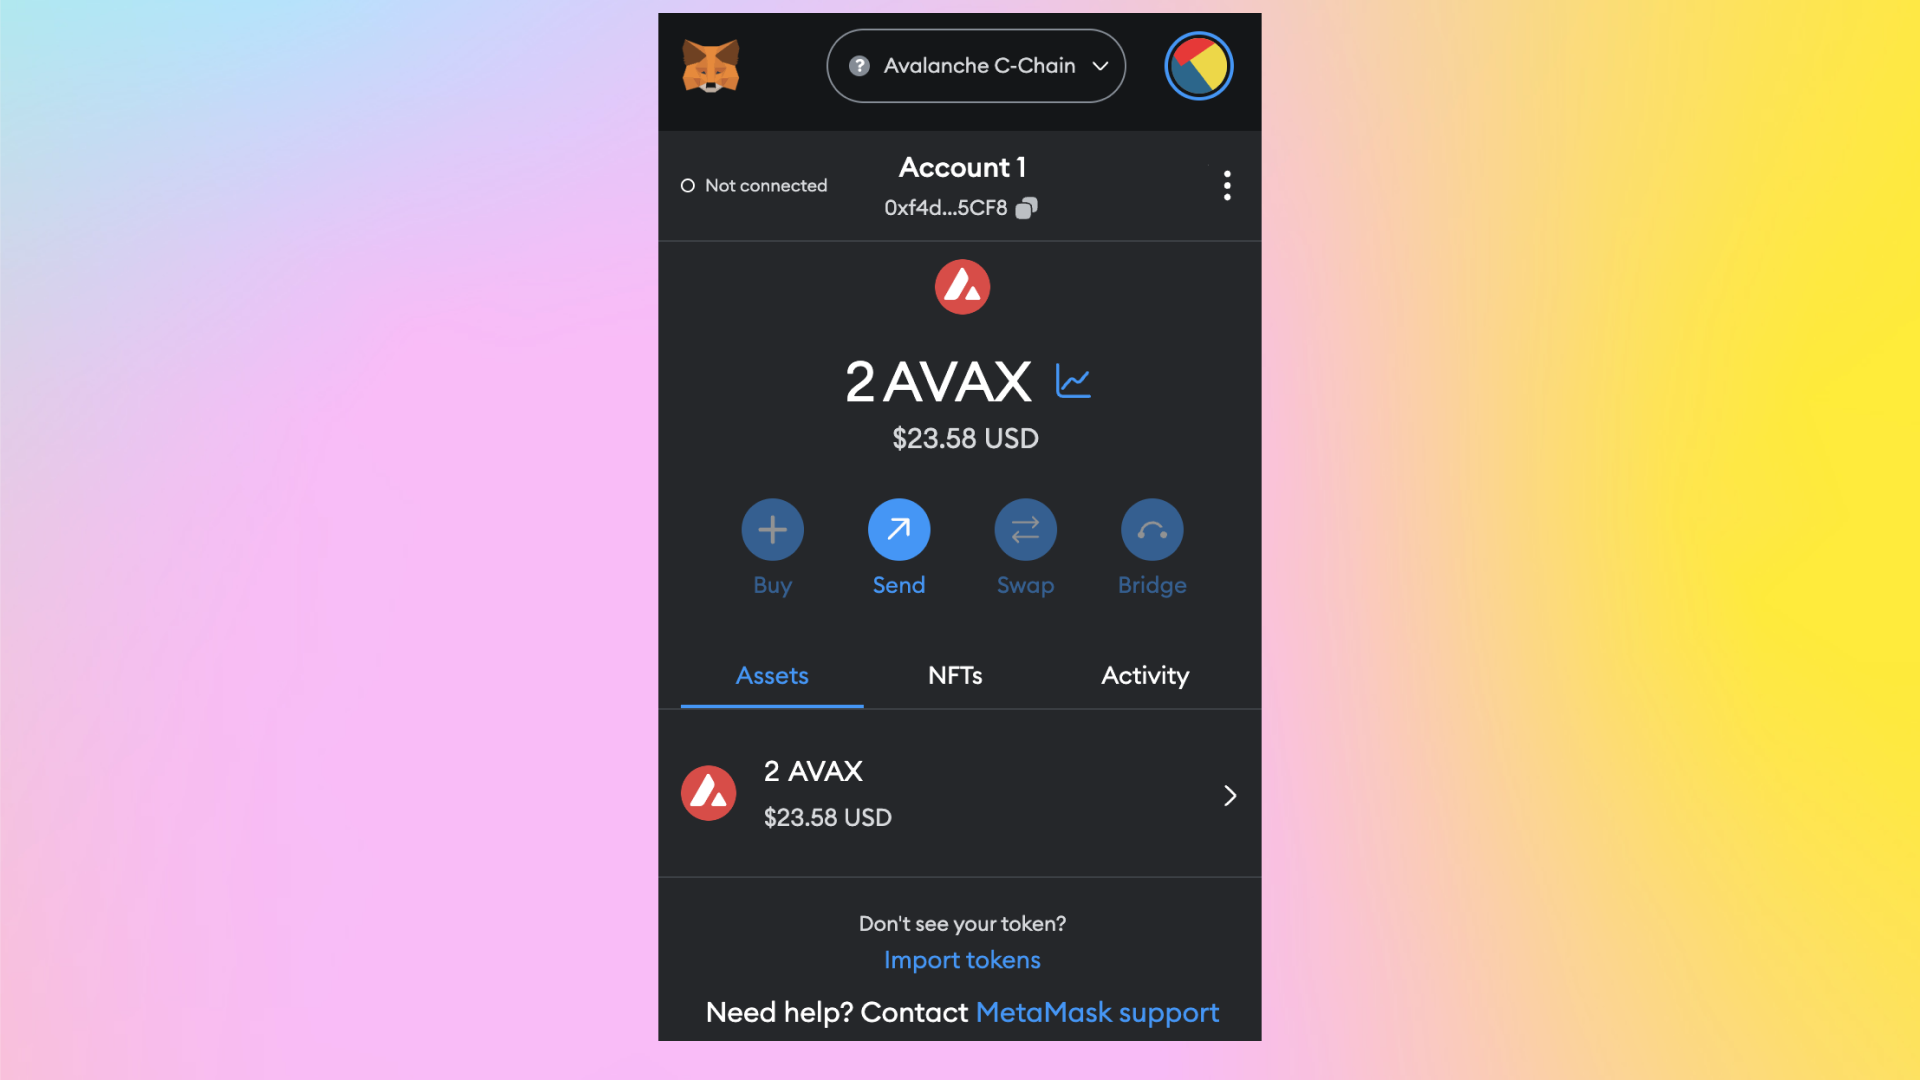 ? Avalanche C-Chain
Not connected
Account 1
0xf4d...5CF8
2 AVAX
$23.58 USD
Buy Send Swap Bridge
Assets NFTs Activity
2 AVAX
$23.58 USD
Don't see your token?
Import tokens
Need help? Contact MetaMask support